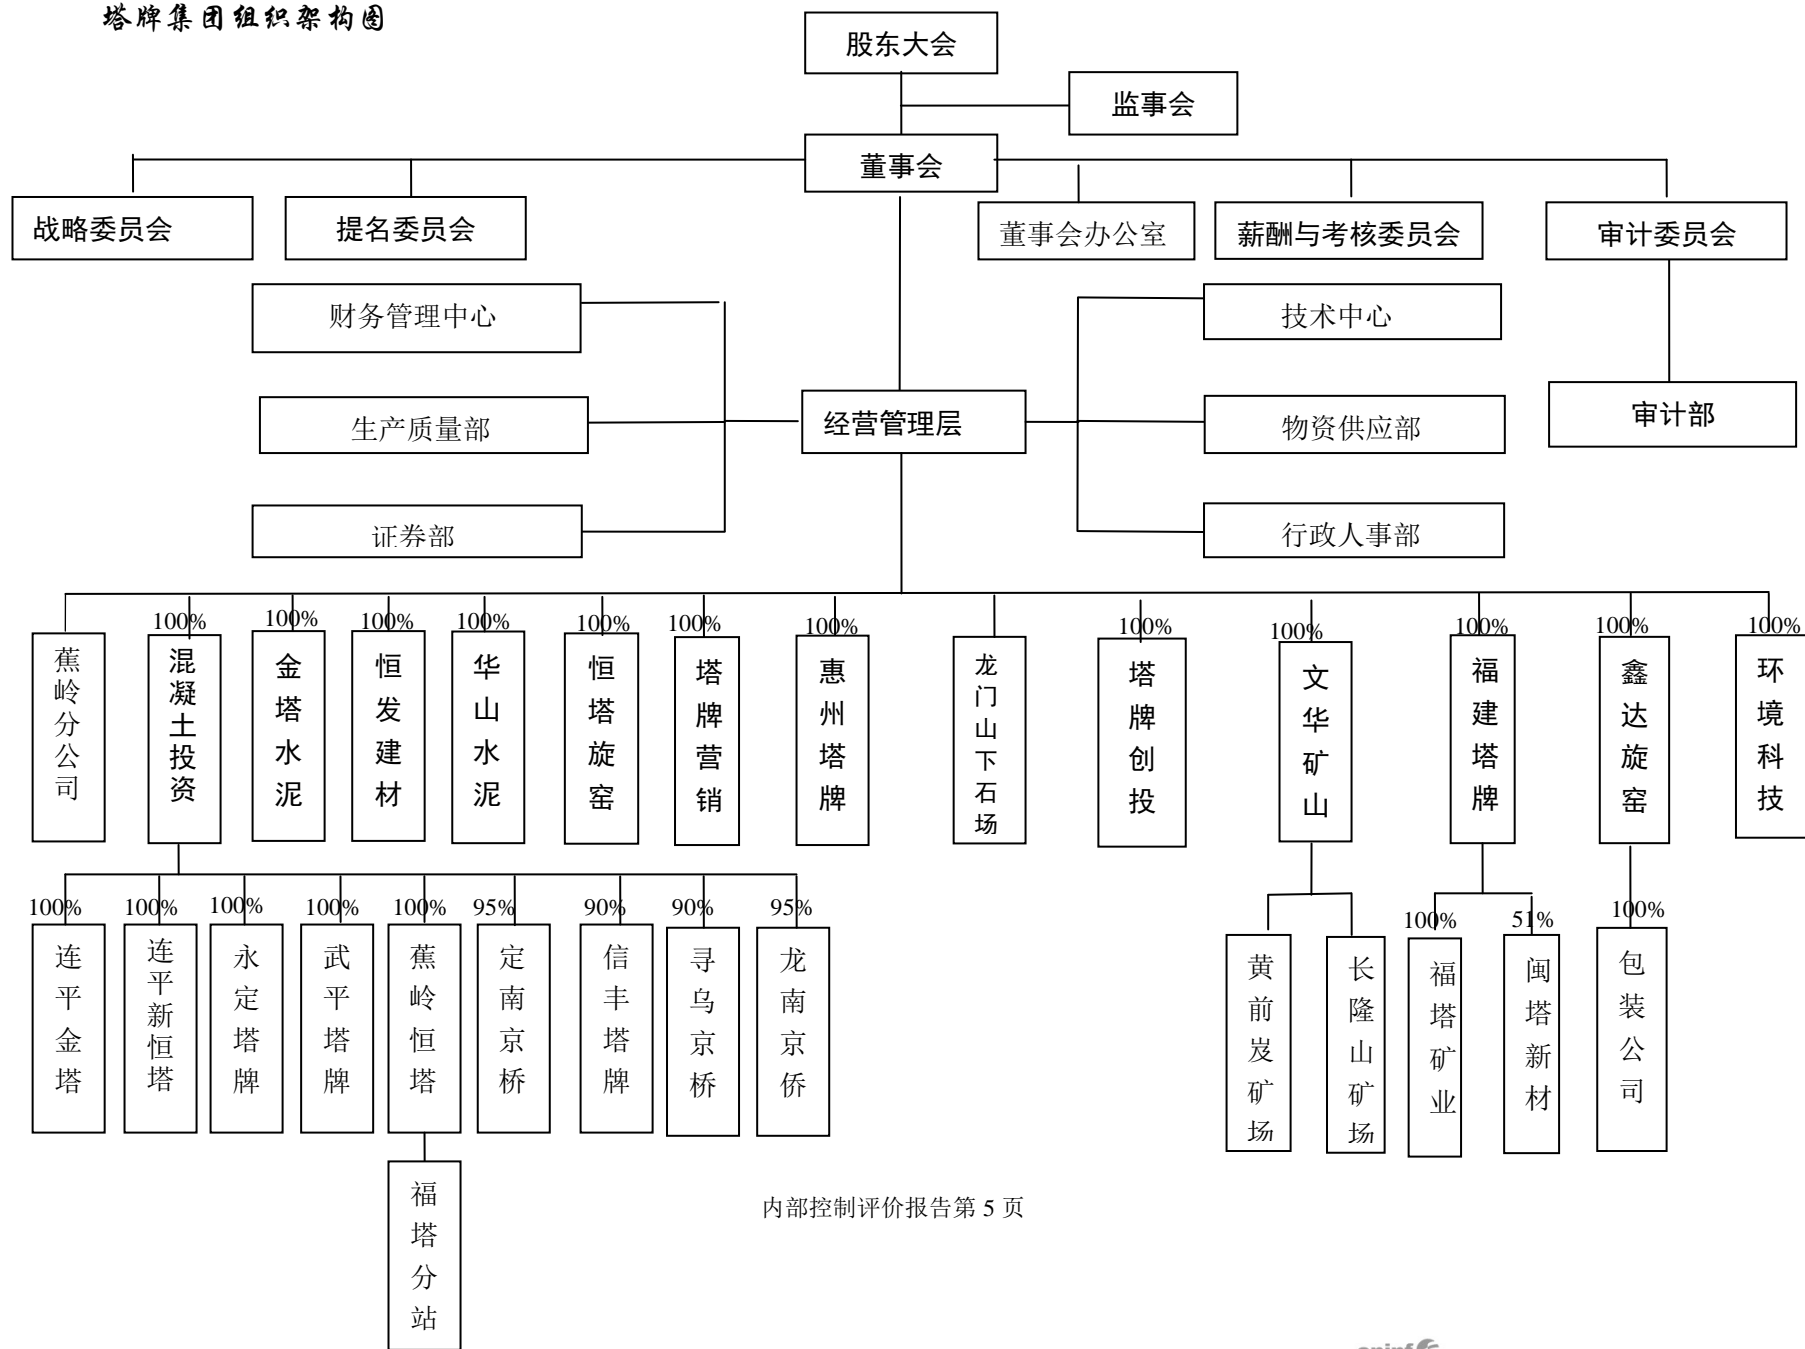 塔牌集团组织架构图
股东大会
监事会
董事会
战略委员会
提名委员会
董事会办公室
薪酬与考核委员会
审计委员会
财务管理中心
技术中心
生产质量部
经营管理层
物资供应部
审计部
证券部
行政人事部
100%
100%
100%
100%
100%
100%
100%
100%
100%
100%
100%
100%
蕉岭分公司
混凝土投资
金塔水泥
恒发建材
华山水泥
恒塔旋窑
塔牌营销
惠州塔牌
龙门山下石场
塔牌创投
文华矿山
福建塔牌
鑫达旋窑
环境科技
100%
100%
100%
100%
100%
95%
90%
90%
95%
100%
51%
100%
连平金塔
连平新恒塔
永定塔牌
武平塔牌
蕉岭恒塔
定南京桥
信丰塔牌
寻乌京桥
龙南京侨
黄前岌矿场
长隆山矿场
福塔矿业
闽塔新材
包装公司
福塔分站
内部控制评价报告第 5 页